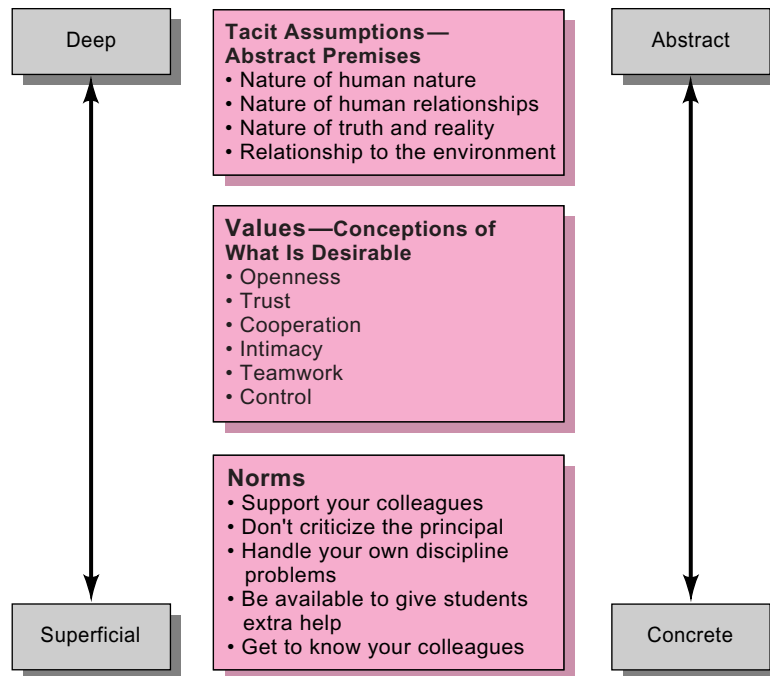 Deep
Tacit Assumptions—
Abstract Premises
• Nature of human nature
• Nature of human relationships
• Nature of truth and reality
• Relationship to the environment
Abstract
Values—Conceptions of
What Is Desirable
• Openness
• Trust
• Cooperation
• Intimacy
• Teamwork
• Control
Norms
• Support your colleagues
• Don't criticize the principal
• Handle your own discipline
problems
• Be available to give students
extra help
• Get to know your colleagues
Superficial
Concrete